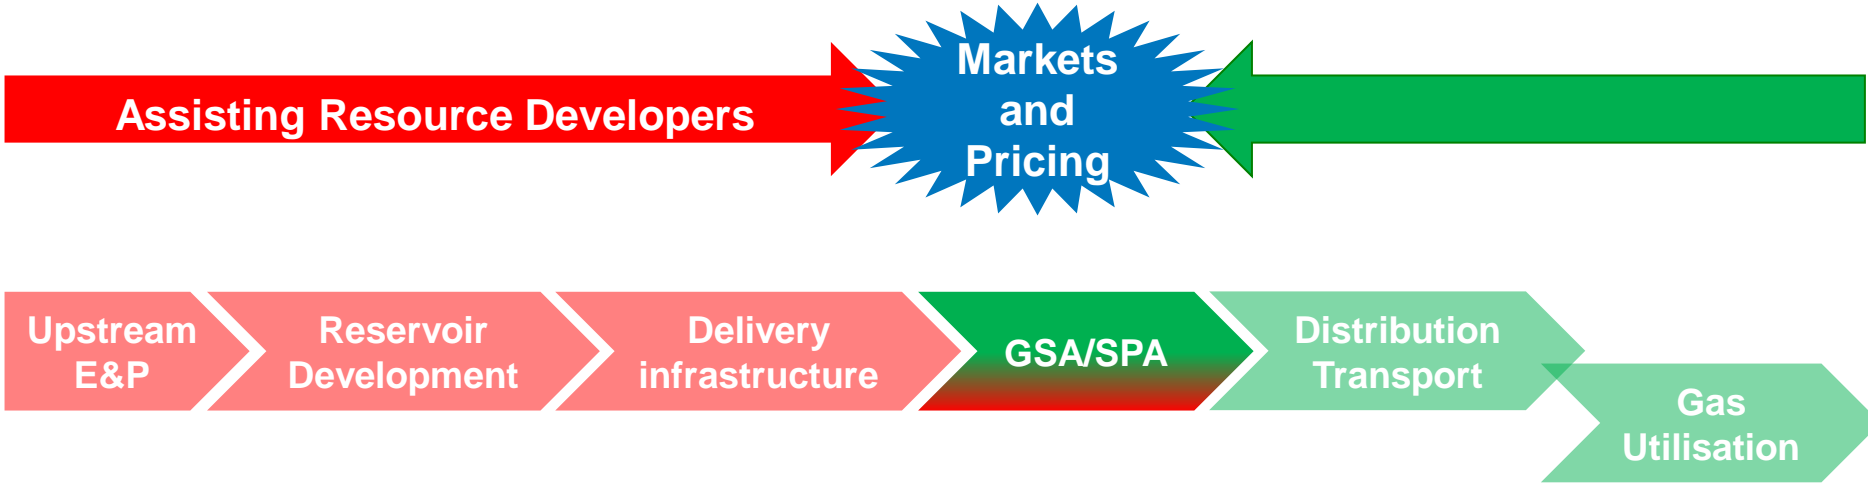 Markets
and
Pricing
Assisting Resource Developers
Upstream
E&P
Reservoir
Development
Delivery
infrastructure
GSA/SPA
Distribution
Transport
Gas
Utilisation